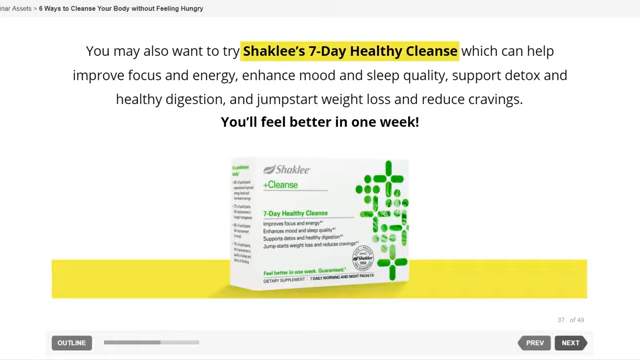 inar Assets > 6 Ways to Cleanse Your Body without Feeling Hungry
You may also want to try Shaklee’s 7-Day Healthy Cleanse which can help
improve focus and energy, enhance mood and sleep quality, support detox and
healthy digestion, and jumpstart weight loss and reduce cravings.
You’ll feel better in one week!
Shaklee
+Cleanse
7-Day Healthy Cleanse
Improves focus and energy*
Enhances mood and sleep quality*
Supports detox and healthy digestion*
Jump-starts weight loss and reduces cravings*
Shaklee
Feel better in one week. Guaranteed.
DIETARY SUPPLEMENT 7 DAILY MORNING AND NIGHT PACKETS
37 of 49
OUTLINE
PREV
NEXT